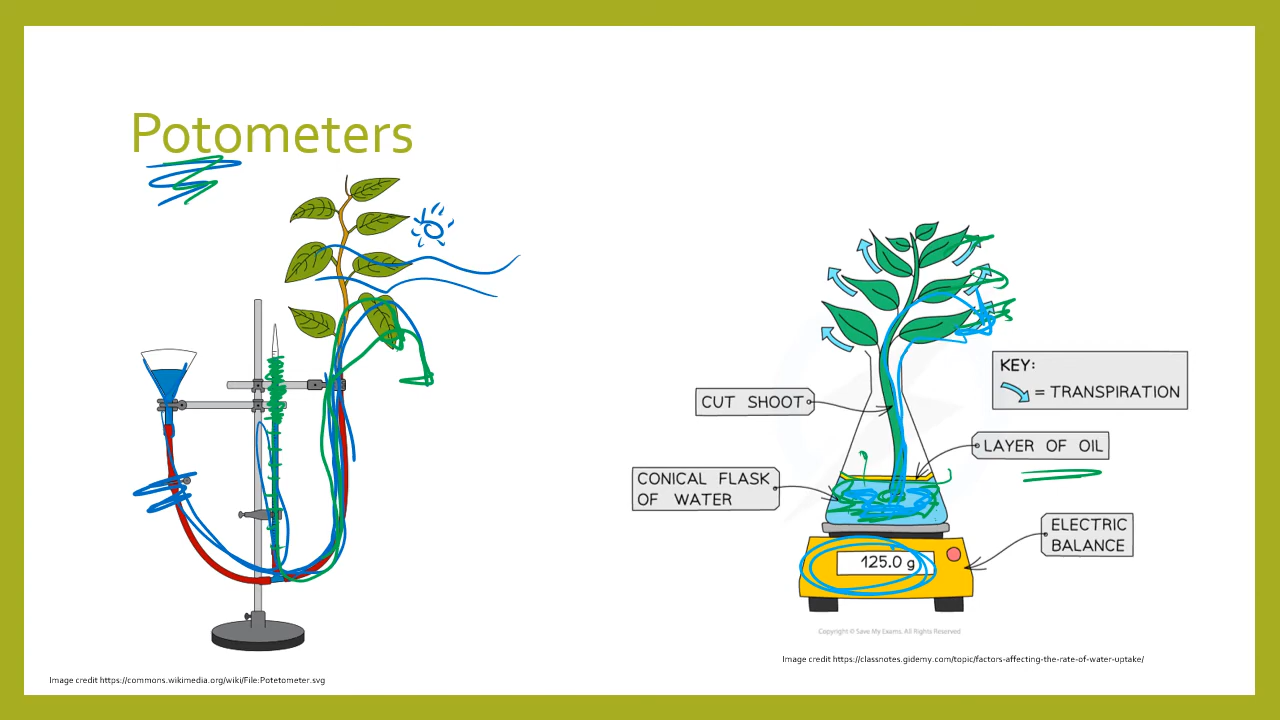 Potometers
KEY:
= TRANSPIRATION
CUT SHOOT
LAYER OF OIL
CONICAL FLASK
OF WATER
ELECTRIC
BALANCE
125.0 g
Copyright © Save My Exams. All Rights Reserved
Image credit https://classnotes.gidemy.com/topic/factors-affecting-the-rate-of-water-uptake/
Image credit https://commons.wikimedia.org/wiki/File:Potetometer.svg